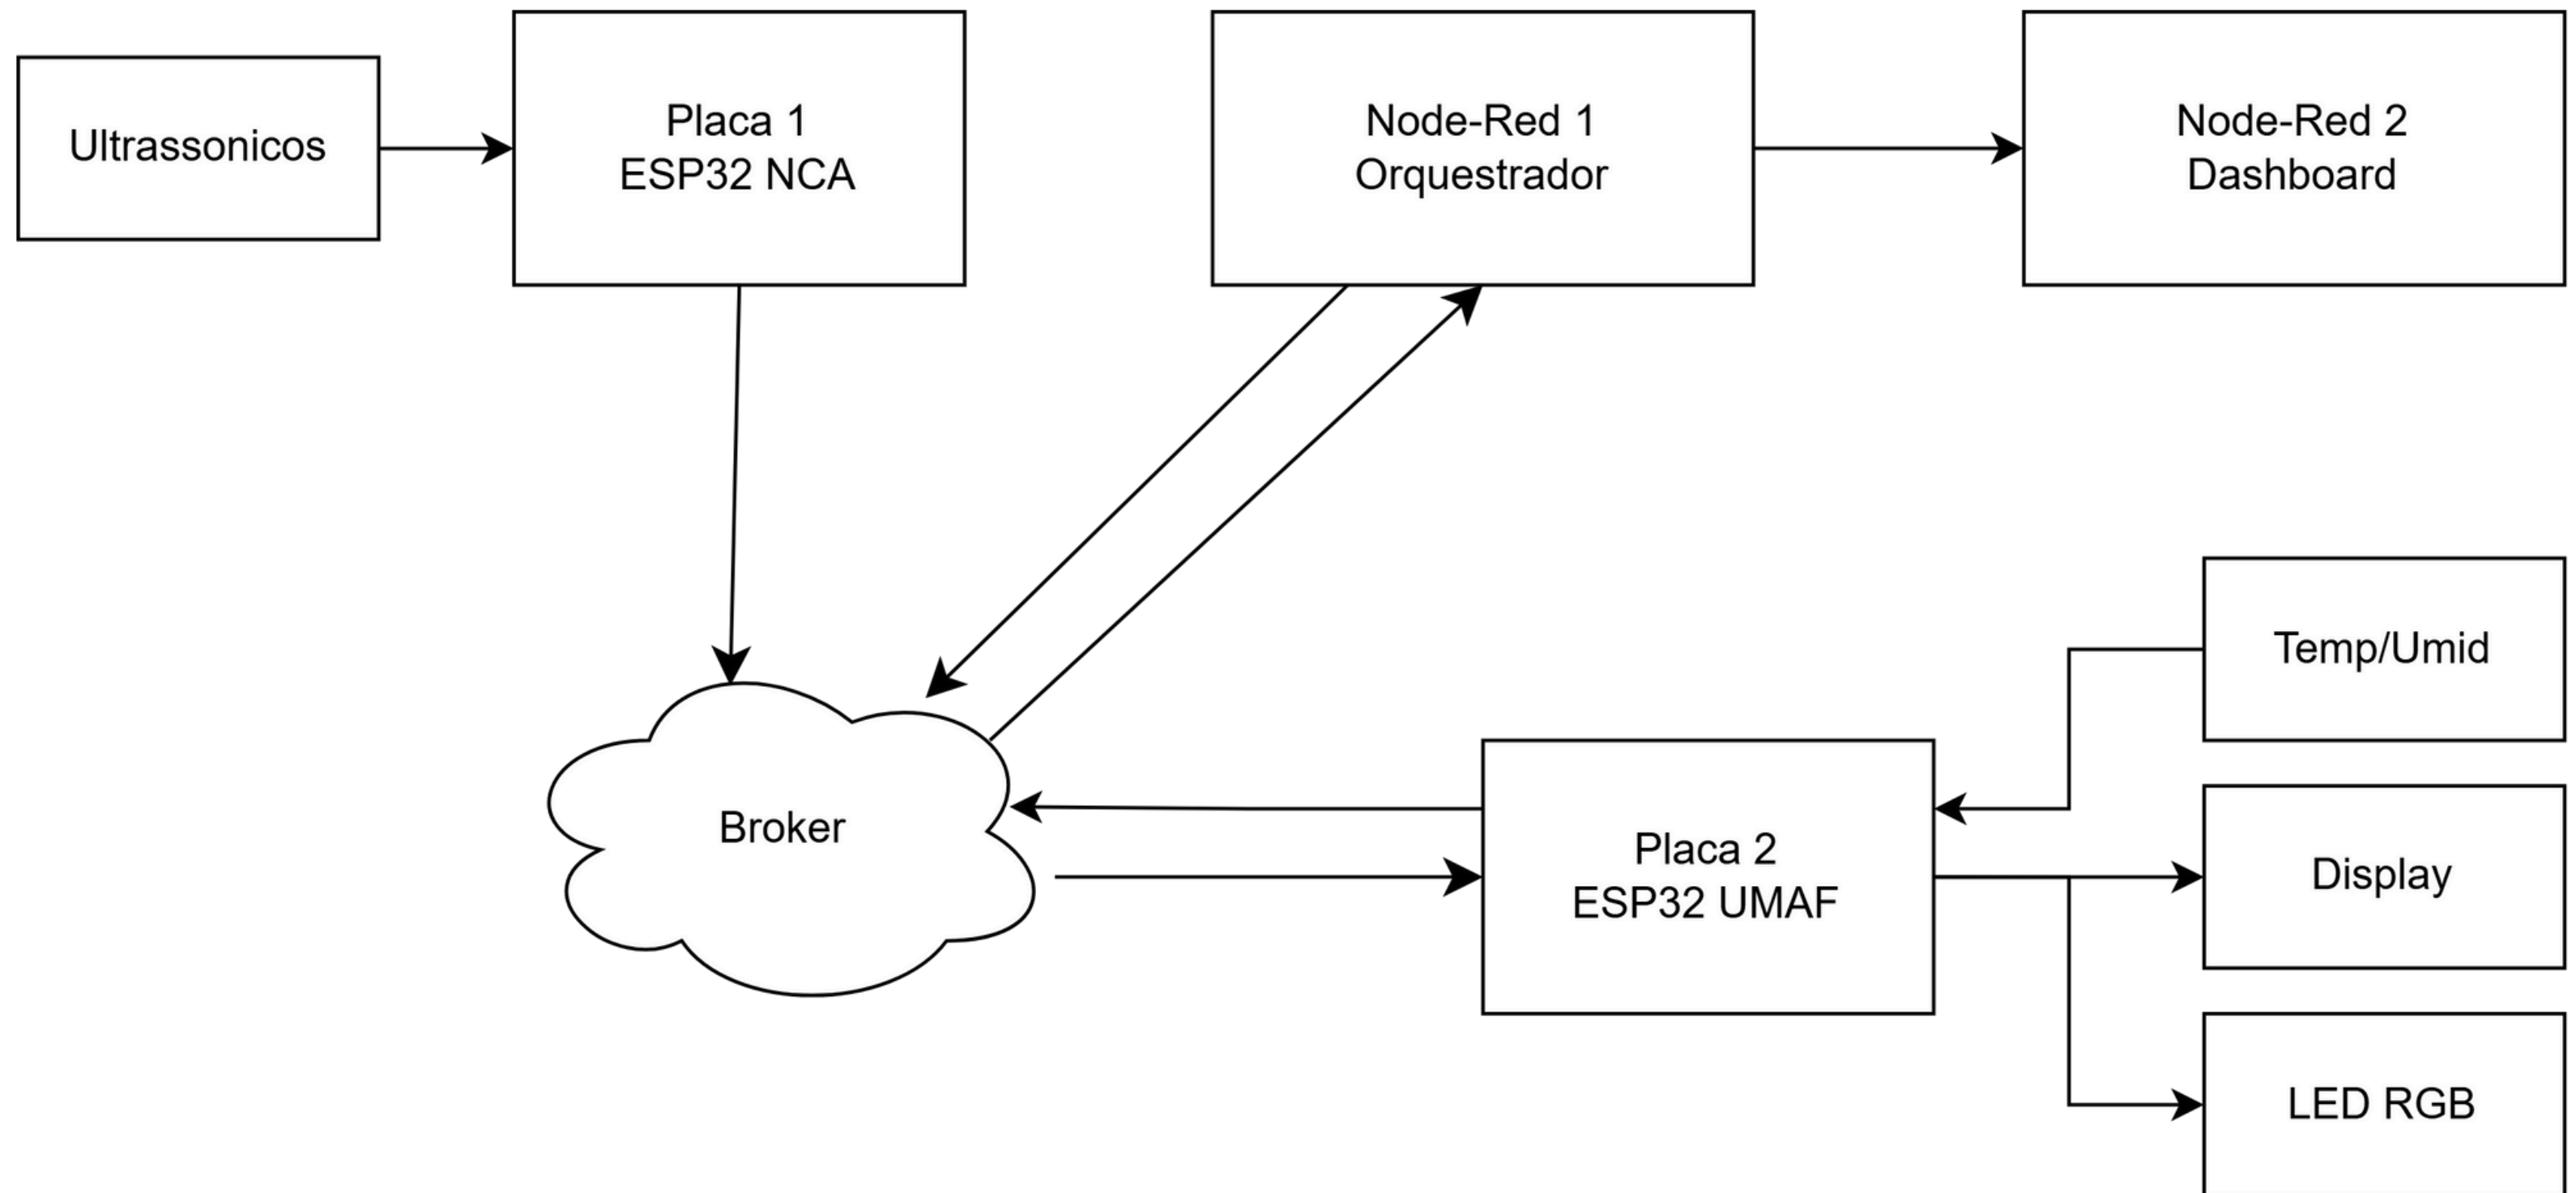 Ultrassonicos
Placa 1
ESP32 NCA
Node-Red 1
Orquestrador
Node-Red 2
Dashboard
Temp/Umid
Broker
Placa 2
ESP32 UMAF
Display
LED RGB